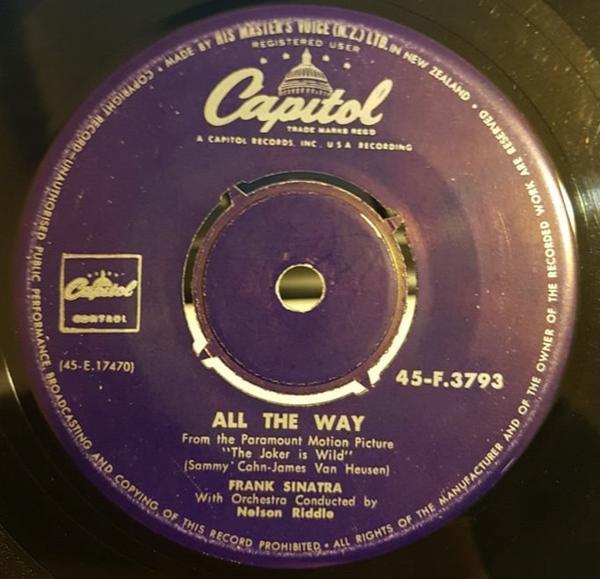 • MADE BY HIS MASTER'S VOICE (N.Z.) LTD. IN NEW ZEALAND •
REGISTERED USER
Capitol
TRADE MARKS REGD
A CAPITOL RECORDS, INC., U S A RECORDING
Capitol
CONTROL
(45-E.17470)
45-F.3793
ALL THE WAY
From the Paramount Motion Picture
"The Joker is Wild"
(Sammy Cahn-James Van Heusen)
FRANK SINATRA
With Orchestra Conducted by
Nelson Riddle
COPYRIGHT RECORD—UNAUTHORISED PUBLIC PERFORMANCE, BROADCASTING AND COPYING OF THIS RECORD PROHIBITED • ALL RIGHTS OF THE MANUFACTURER AND OF THE OWNER OF THE RECORDED WORK ARE RESERVED